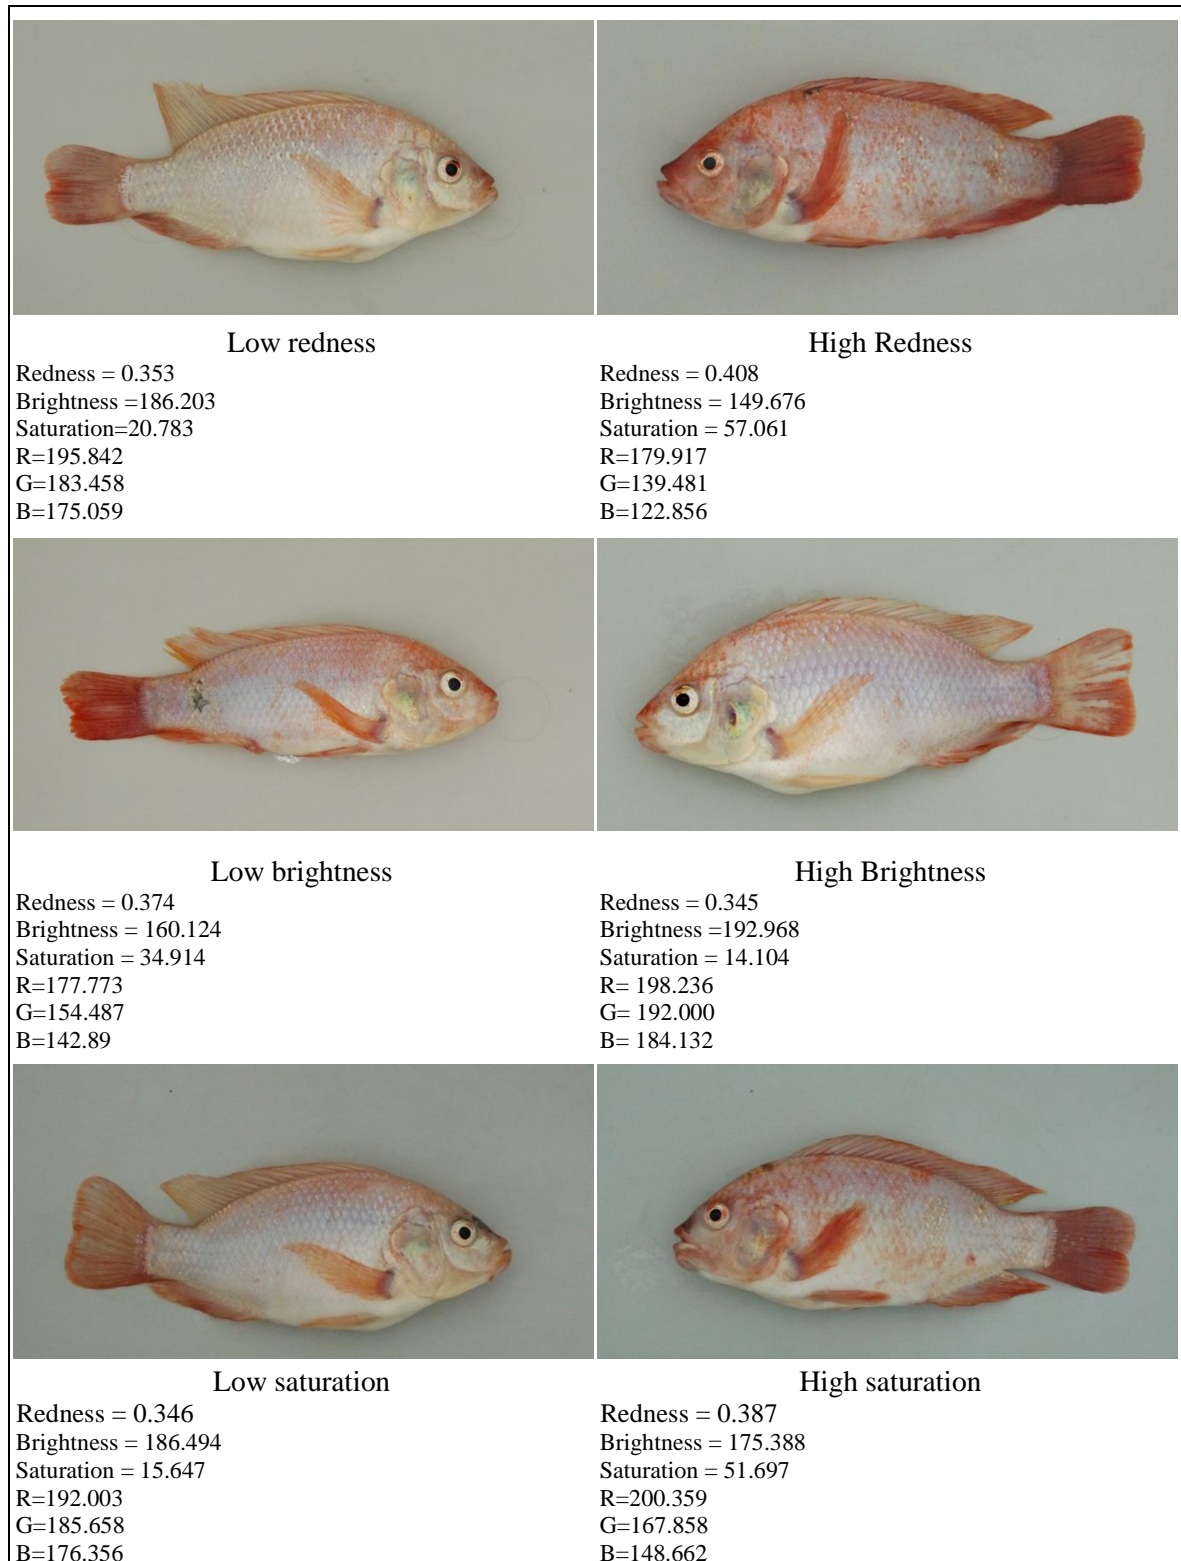 Low redness
Redness = 0.353
Brightness =186.203
Saturation=20.783
R=195.842
G=183.458
B=175.059
High Redness
Redness = 0.408
Brightness = 149.676
Saturation = 57.061
R=179.917
G=139.481
B=122.856
Low brightness
Redness = 0.374
Brightness = 160.124
Saturation = 34.914
R=177.773
G=154.487
B=142.89
High Brightness
Redness = 0.345
Brightness =192.968
Saturation = 14.104
R= 198.236
G= 192.000
B= 184.132
Low saturation
Redness = 0.346
Brightness = 186.494
Saturation = 15.647
R=192.003
G=185.658
B=176.356
High saturation
Redness = 0.387
Brightness = 175.388
Saturation = 51.697
R=200.359
G=167.858
B=148.662